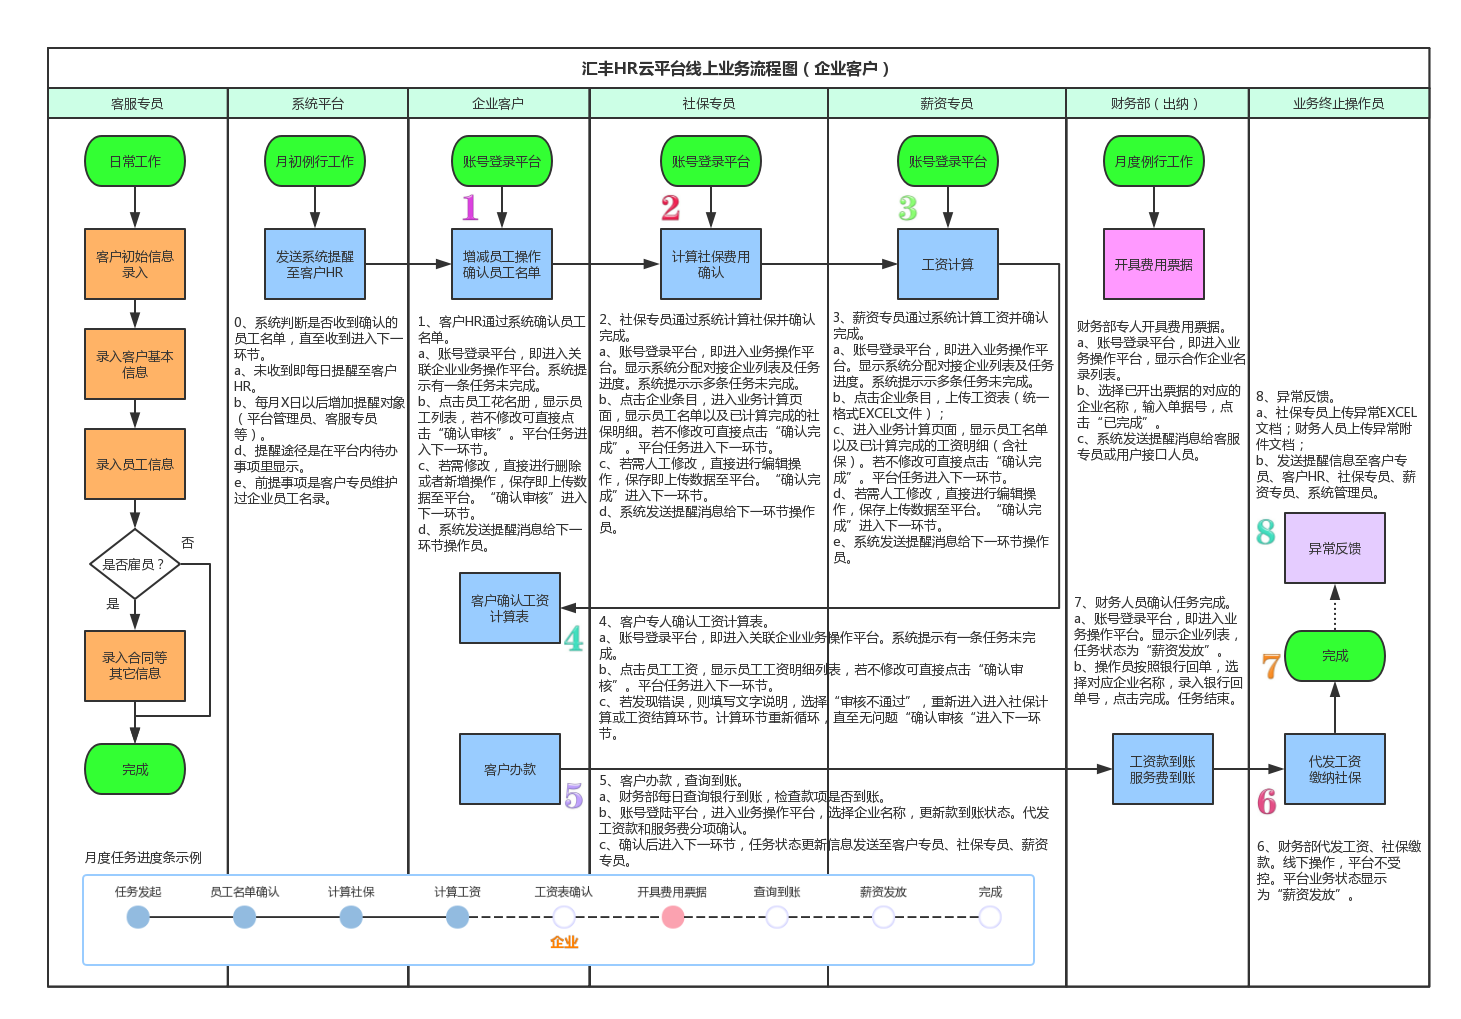 汇丰HR云平台线上业务流程图（企业客户）
客服专员
系统平台
企业客户
社保专员
薪资专员
财务部（出纳）
业务终止操作员
日常工作
客户初始信息
录入
录入客户基本
信息
录入员工信息
是否雇员？
否
是
录入合同等
其它信息
完成
月初例行工作
发送系统提醒
至客户HR
0、系统判断是否收到确认的
员工名单，直至收到进入下一
环节。
a、未收到即每日提醒至客户
HR。
b、每月X日以后增加提醒对象
（平台管理员、客服专员
等）。
d、提醒途径是在平台内待办
事项里显示。
e、前提事项是客户专员维护
过企业员工名录。
账号登录平台
1
增减员工操作
确认员工名单
1、客户HR通过系统确认员工
名单。
a、账号登录平台，即进入关
联企业业务操作平台。系统提
示有一条任务未完成。
b、点击员工花名册，显示员
工列表，若不修改可直接点
击“确认审核”。平台任务进
入下一环节。
c、若需修改，直接进行删除
或者新增操作，保存即上传数
据至平台。“确认审核”进入
下一环节。
d、系统发送提醒消息给下一
环节操作员。
客户确认工资
计算表
4
客户办款
5
账号登录平台
2
计算社保费用
确认
2、社保专员通过系统计算社保并确认
完成。
a、账号登录平台，即进入业务操作平
台。显示系统分配对接企业列表及任务
进度。系统提示示多条任务未完成。
b、点击企业条目，进入业务计算页
面，显示员工名单以及已计算完成的社
保明细。若不修改可直接点击“确认完
成”。平台任务进入下一环节。
c、若需人工修改，直接进行编辑操
作，保存即上传数据至平台。“确认完
成”进入下一环节。
d、系统发送提醒消息给下一环节操作
员。
账号登录平台
3
工资计算
3、薪资专员通过系统计算工资并确认
完成。
a、账号登录平台，即进入业务操作平
台。显示系统分配对接企业列表及任务
进度。系统提示示多条任务未完成。
b、点击企业条目，上传工资表（统一
格式EXCEL文件）；
c、进入业务计算页面，显示员工名单
以及已计算完成的工资明细（含社
保）。若不修改可直接点击“确认完
成”。平台任务进入下一环节。
d、若需人工修改，直接进行编辑操
作，保存上传数据至平台。“确认完
成”进入下一环节。
e、系统发送提醒消息给下一环节操作
员。
4、客户专人确认工资计算表。
a、账号登录平台，即进入关联企业业务操作平台。系统提示有一条任务未完
成。
b、点击员工工资，显示员工工资明细列表，若不修改可直接点击“确认审
核”。平台任务进入下一环节。
c、若发现错误，则填写文字说明，选择“审核不通过”，重新进入进入社保计
算或工资结算环节。计算环节重新循环，直至无问题“确认审核“进入下一环
节。
5、客户办款，查询到账。
a、财务部每日查询银行到账，检查款项是否到账。
b、账号登陆平台，进入业务操作平台，选择企业名称，更新款到账状态。代发
工资款和服务费分项确认。
c、确认后进入下一环节，任务状态更新信息发送至客户专员、社保专员、薪资
专员。
月度例行工作
开具费用票据
财务部专人开具费用票据。
a、账号登录平台，即进入业
务操作平台，显示合作企业名
录列表。
b、选择已开出票据的对应的
企业名称，输入单据号，点
击“已完成”。
c、系统发送提醒消息给客服
专员或用户接口人员。
7、财务人员确认任务完成。
a、账号登录平台，即进入业
务操作平台。显示企业列表，
任务状态为“薪资发放”。
b、操作员按照银行回单，选
择对应企业名称，录入银行回
单号，点击完成。任务结束。
工资款到账
服务费到账
8、异常反馈。
a、社保专员上传异常EXCEL
文档；财务人员上传异常附
件文档；
b、发送提醒信息至客户专
员、客户HR、社保专员、薪
资专员、系统管理员。
8
异常反馈
7
完成
代发工资
缴纳社保
6
6、财务部代发工资、社保缴
款。线下操作，平台不受
控。平台业务状态显示
为“薪资发放”。
月度任务进度条示例
任务发起
员工名单确认
计算社保
计算工资
工资表确认
开具费用票据
查询到账
薪资发放
完成
企业